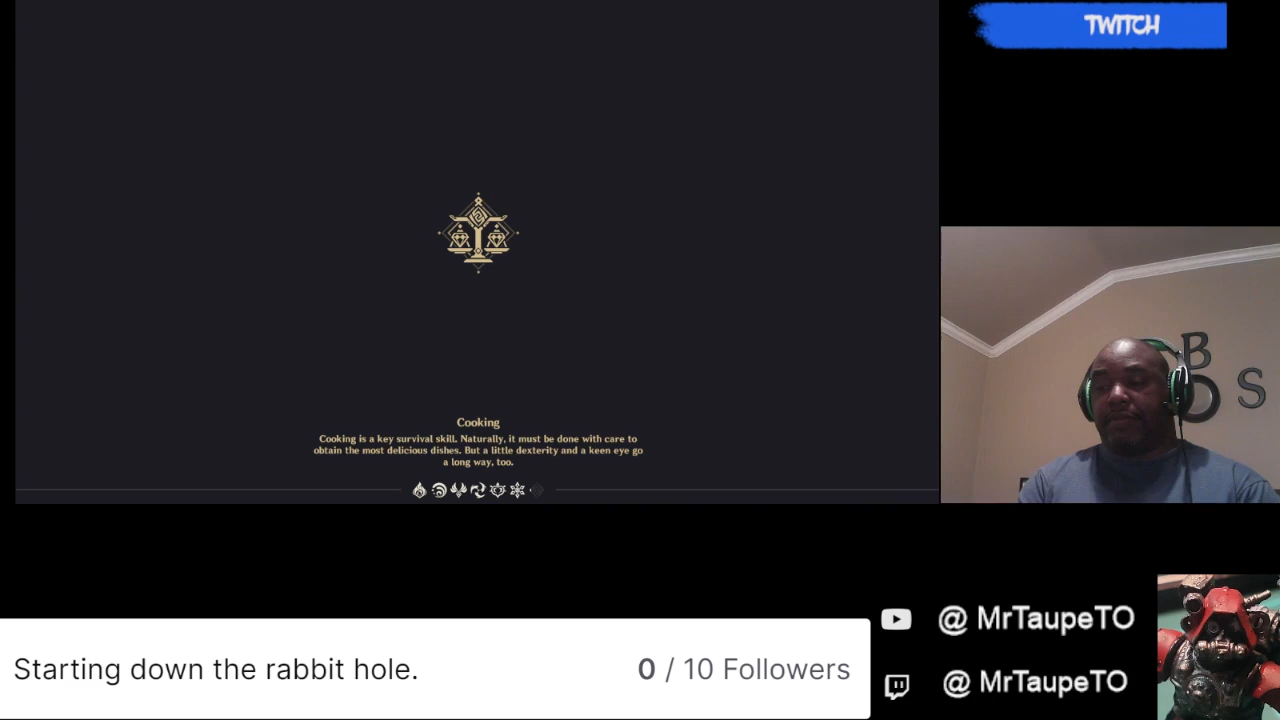 TWITCH
B
O S
Cooking
Cooking is a key survival skill. Naturally, it must be done with care to
obtain the most delicious dishes. But a little dexterity and a keen eye go
a long way, too.
Starting down the rabbit hole.
0 / 10 Followers
@ MrTaupeTO
@ MrTaupeTO